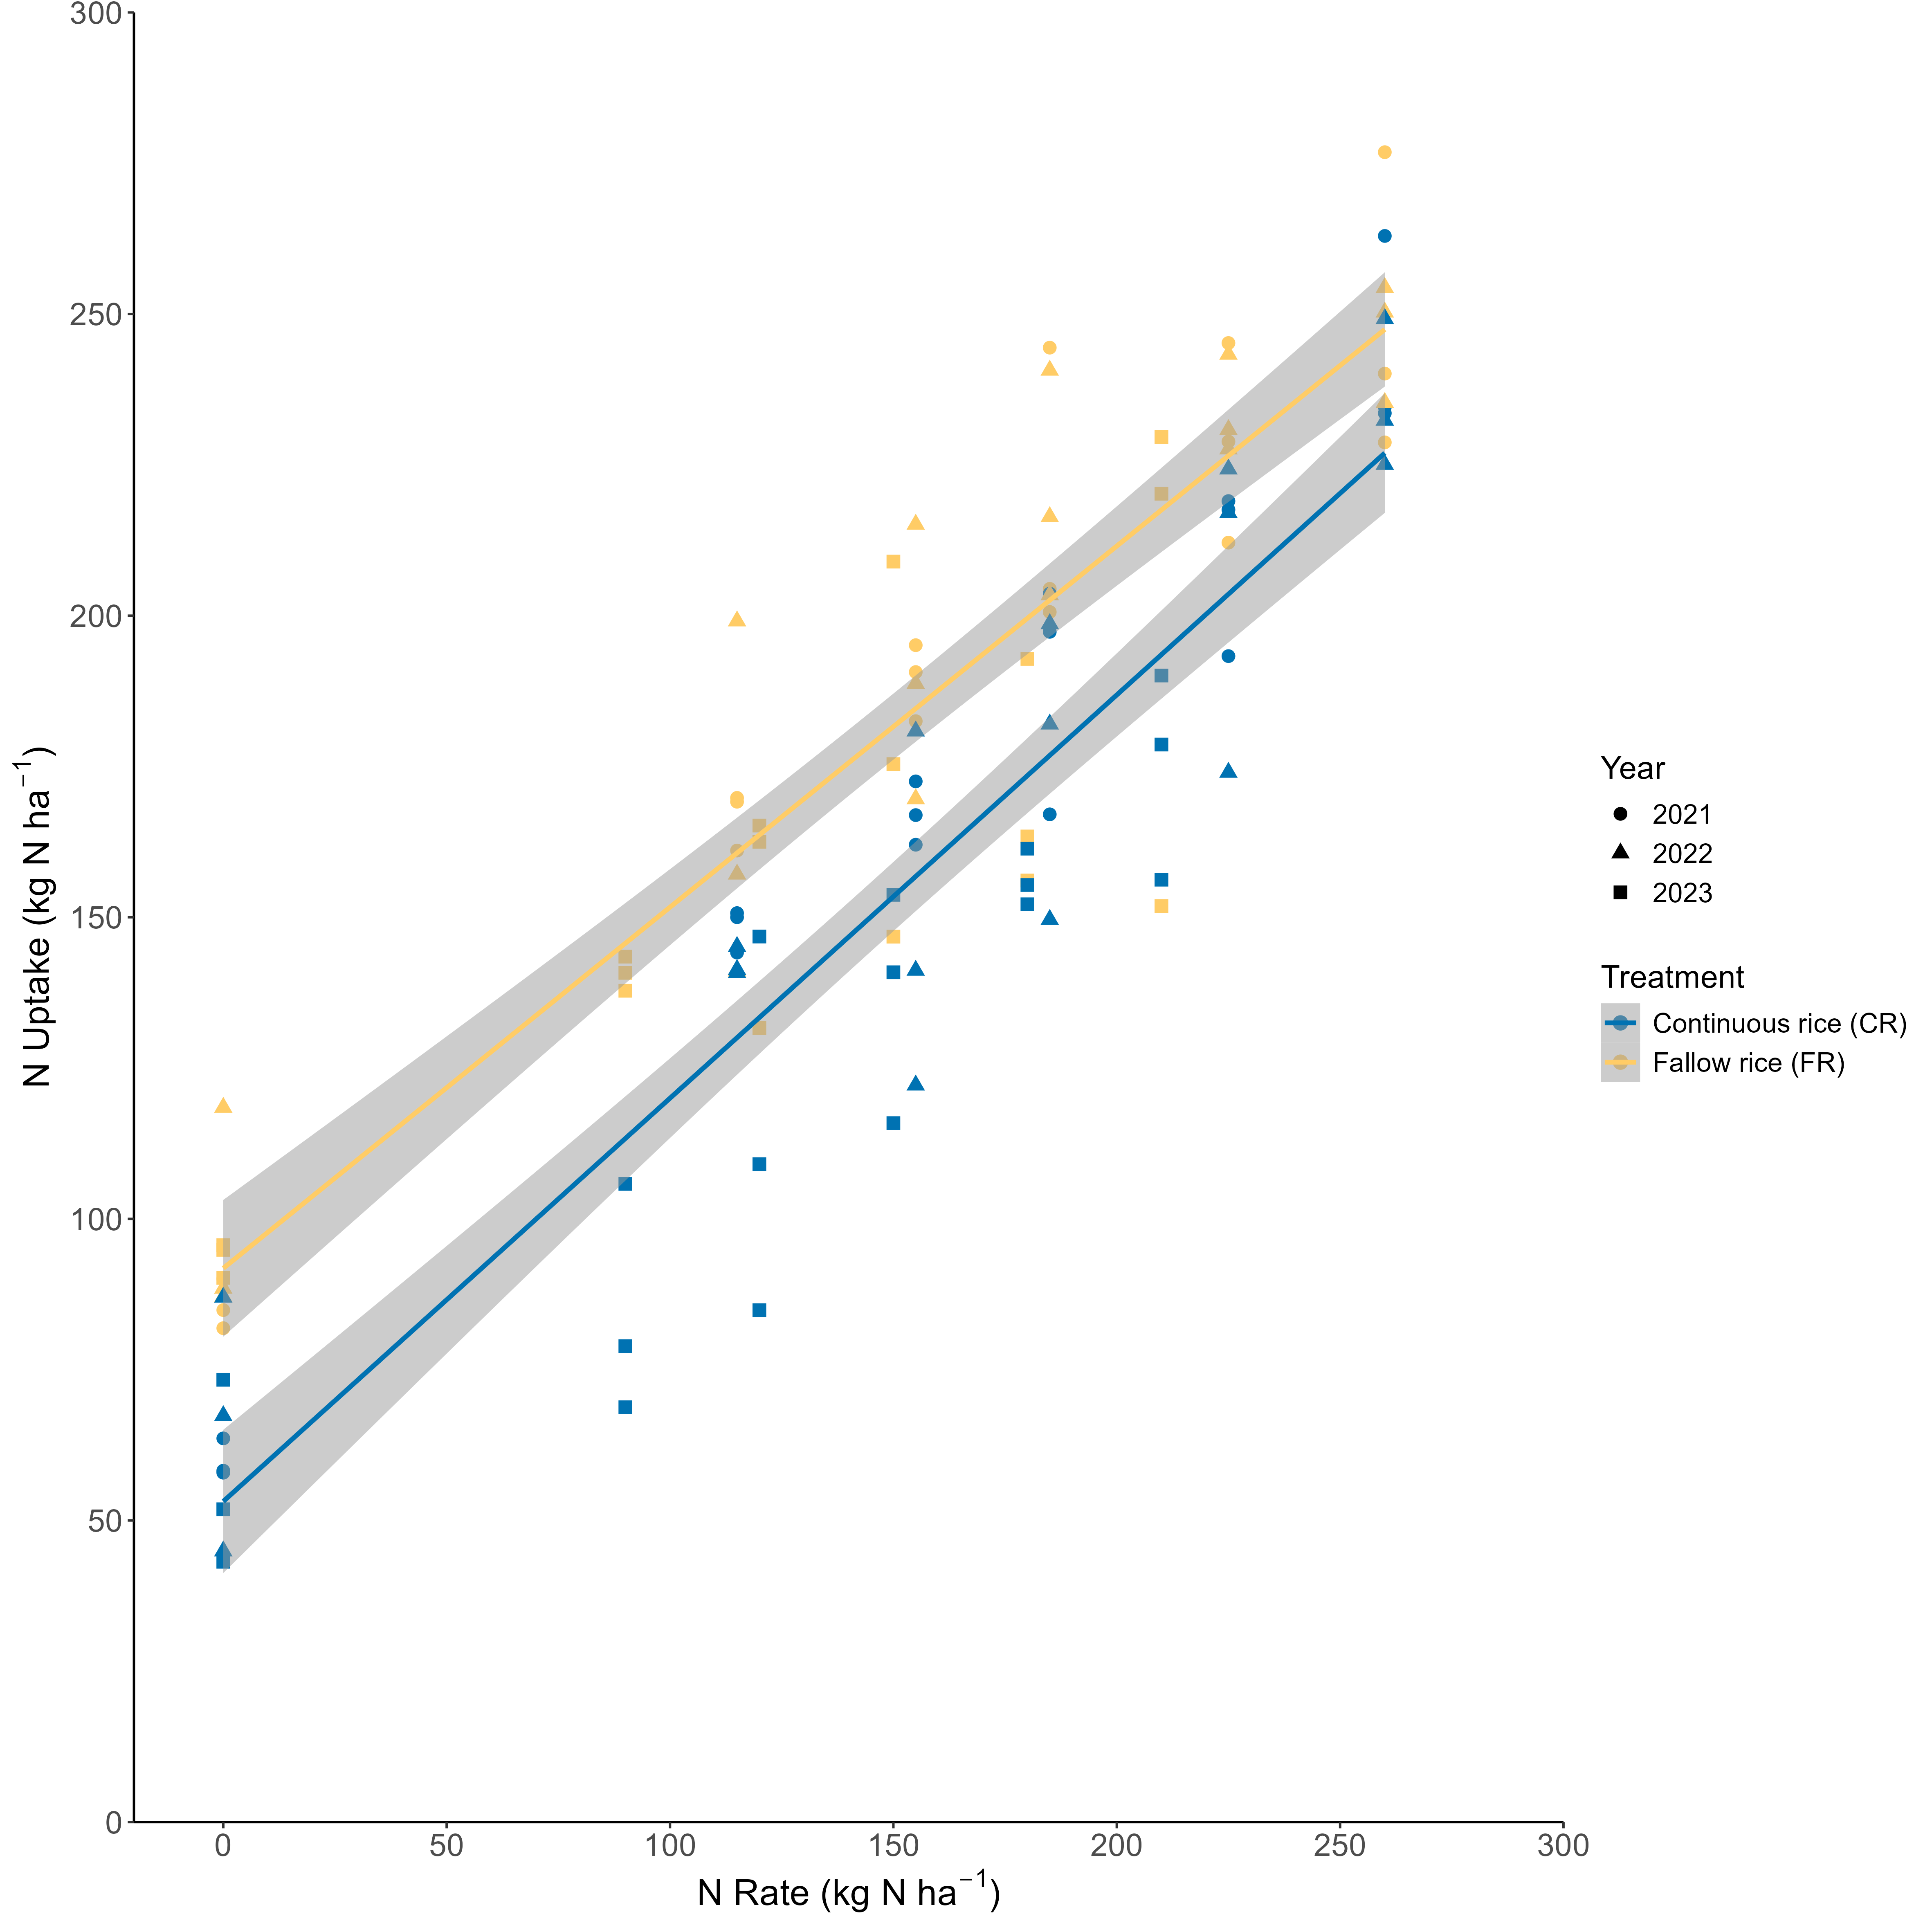 300
250
200
150
100
50
0
N Uptake (kg N ha⁻¹)
0 50 100 150 200 250 300
N Rate (kg N ha⁻¹)
Year
2021
2022
2023
Treatment
Continuous rice (CR)
Fallow rice (FR)